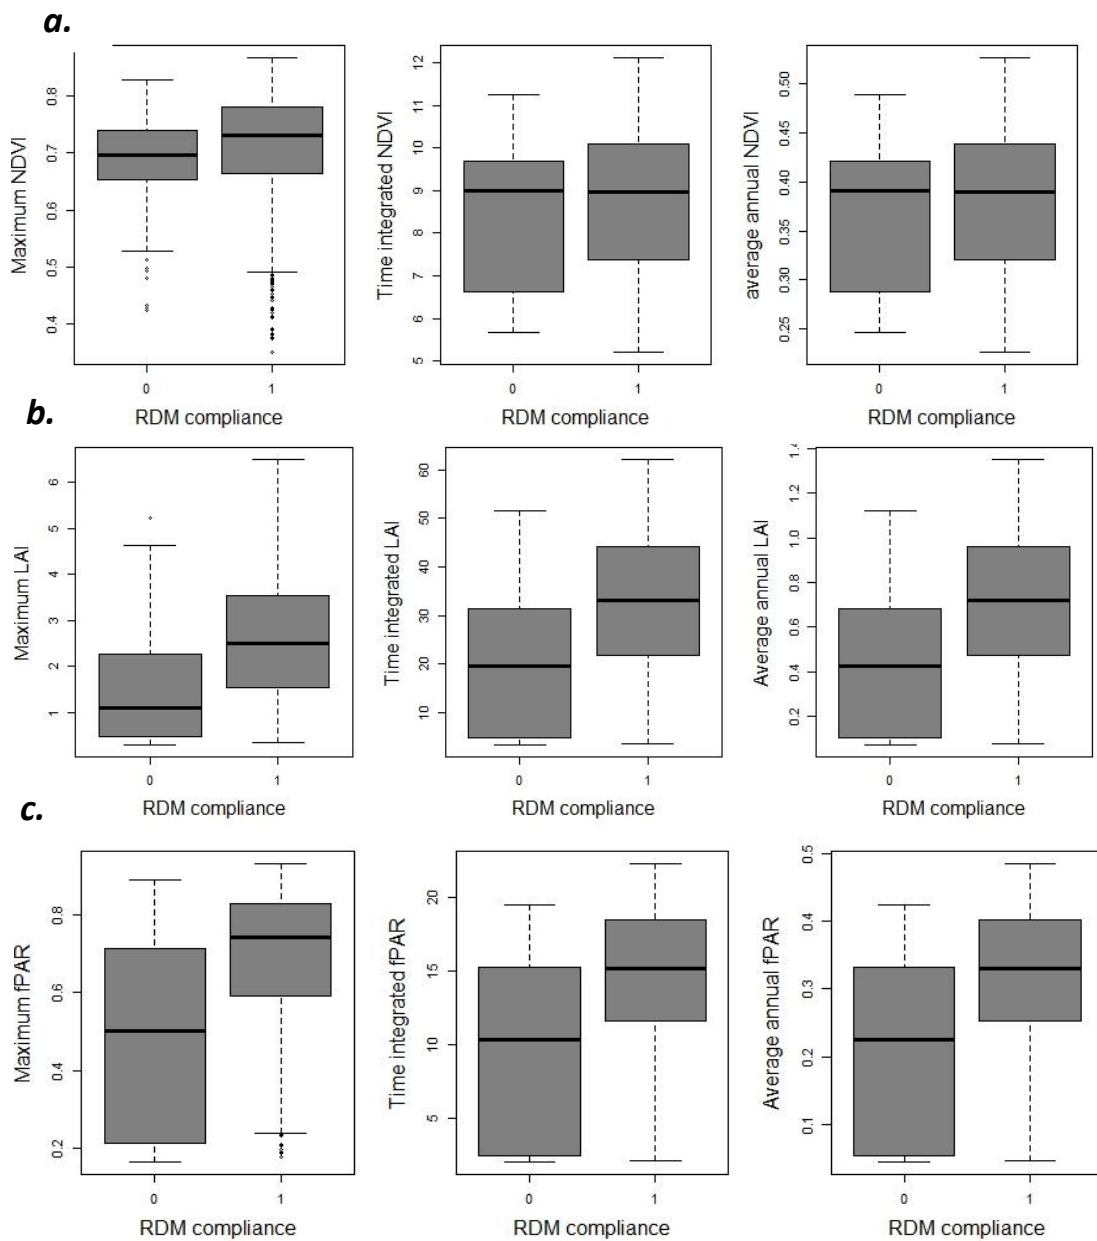 a.
Maximum NDVI
0.4 0.5 0.6 0.7 0.8
0 1
RDM compliance
Time integrated NDVI
5 6 7 8 9 10 11 12
0 1
RDM compliance
average annual NDVI
0.25 0.30 0.35 0.40 0.45 0.50
0 1
RDM compliance
b.
Maximum LAI
1 2 3 4 5 6
0 1
RDM compliance
Time integrated LAI
10 20 30 40 50 60
0 1
RDM compliance
Average annual LAI
0.2 0.4 0.6 0.8 1.0 1.2 1.4
0 1
RDM compliance
c.
Maximum fPAR
0.2 0.4 0.6 0.8
0 1
RDM compliance
Time integrated fPAR
5 10 15 20
0 1
RDM compliance
Average annual fPAR
0.1 0.2 0.3 0.4 0.5
0 1
RDM compliance